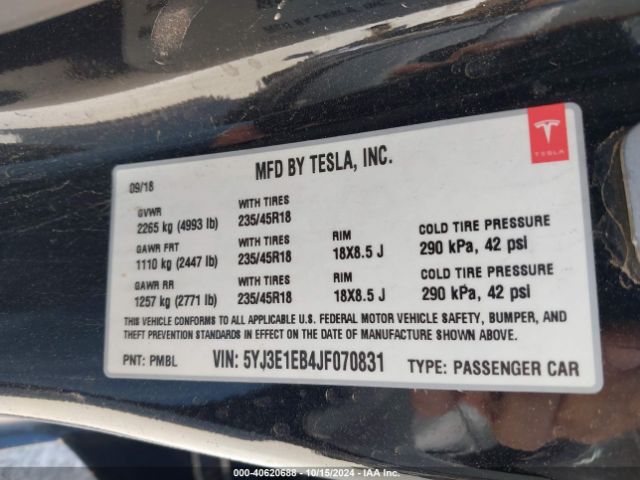 MFD BY TESLA, INC.
TESLA
MFD BY TESLA, INC.
09/18
GVWR
2265 kg (4993 lb)
WITH TIRES
235/45R18
GAWR FRT
1110 kg (2447 lb)
WITH TIRES
235/45R18
RIM
18X8.5 J
COLD TIRE PRESSURE
290 kPa, 42 psi
GAWR RR
1257 kg (2771 lb)
WITH TIRES
235/45R18
RIM
18X8.5 J
COLD TIRE PRESSURE
290 kPa, 42 psi
THIS VEHICLE CONFORMS TO ALL APPLICABLE U.S. FEDERAL MOTOR VEHICLE SAFETY, BUMPER, AND
THEFT PREVENTION STANDARDS IN EFFECT ON THE DATE OF MANUFACTURE SHOWN ABOVE.
PNT: PMBL VIN: 5YJ3E1EB4JF070831 TYPE: PASSENGER CAR
000-40620688 - 10/15/2024 - IAA Inc.